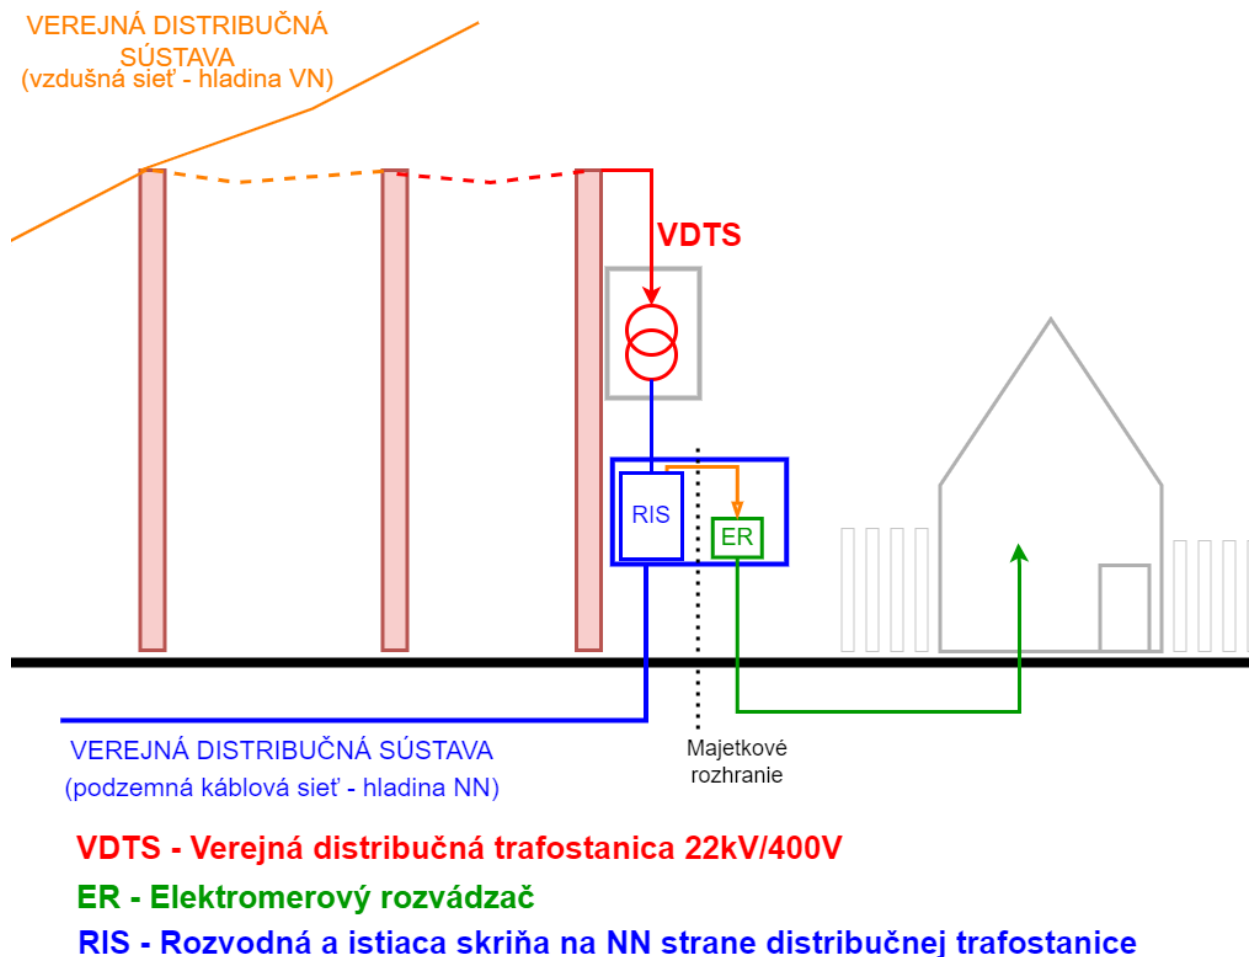 VEREJNÁ DISTRIBUČNÁ
SÚSTAVA
(vzdušná sieť - hladina VN)
VDTS
RIS
ER
VEREJNÁ DISTRIBUČNÁ SÚSTAVA
(podzemná káblová sieť - hladina NN)
Majetkové
rozhranie
VDTS - Verejná distribučná trafostanica 22kV/400V
ER - Elektromerový rozvádzač
RIS - Rozvodná a istiaca skriňa na NN strane distribučnej trafostanice